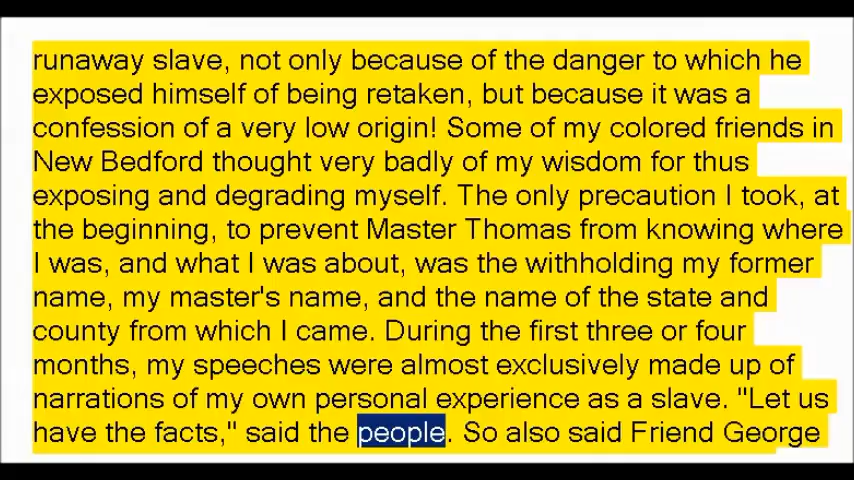 runaway slave, not only because of the danger to which he
exposed himself of being retaken, but because it was a
confession of a very low origin! Some of my colored friends in
New Bedford thought very badly of my wisdom for thus
exposing and degrading myself. The only precaution I took, at
the beginning, to prevent Master Thomas from knowing where
I was, and what I was about, was the withholding my former
name, my master's name, and the name of the state and
county from which I came. During the first three or four
months, my speeches were almost exclusively made up of
narrations of my own personal experience as a slave. "Let us
have the facts," said the people. So also said Friend George